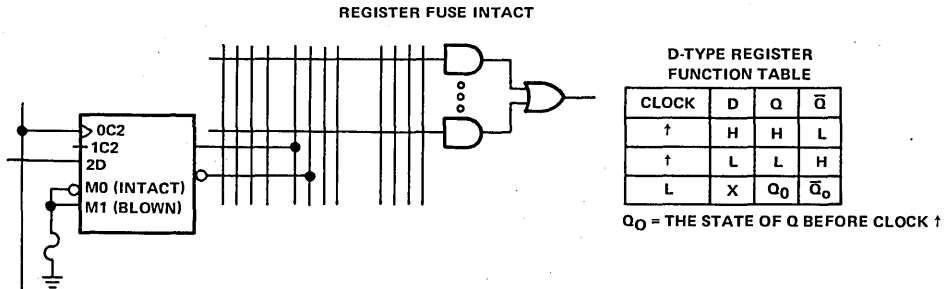 REGISTER FUSE INTACT
D-TYPE REGISTER
FUNCTION TABLE
CLOCK D Q Q̅
↑ H H L
↑ L L H
L X Q₀ Q̅₀
Q₀ = THE STATE OF Q BEFORE CLOCK ↑
0C2
1C2
2D
M0 (INTACT)
M1 (BLOWN)